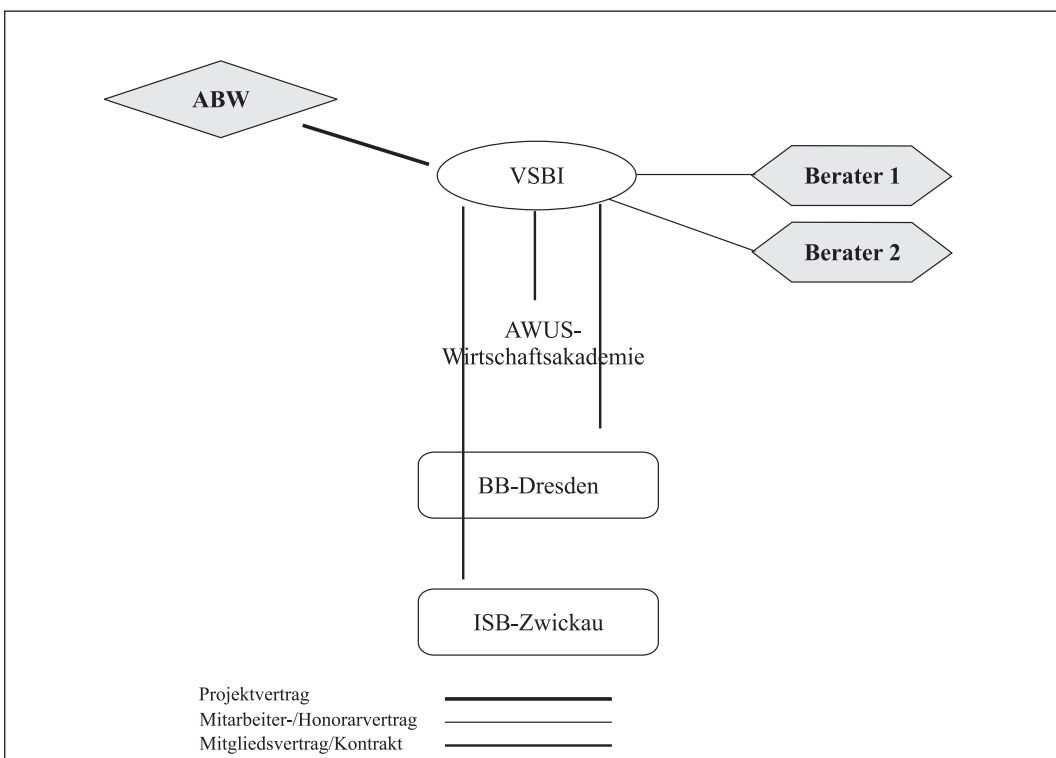 ABW
VSBI
Berater 1
Berater 2
AWUS-
Wirtschaftsakademie
BB-Dresden
ISB-Zwickau
Projektvertrag
Mitarbeiter-/Honorarvertrag
Mitgliedsvertrag/Kontrakt